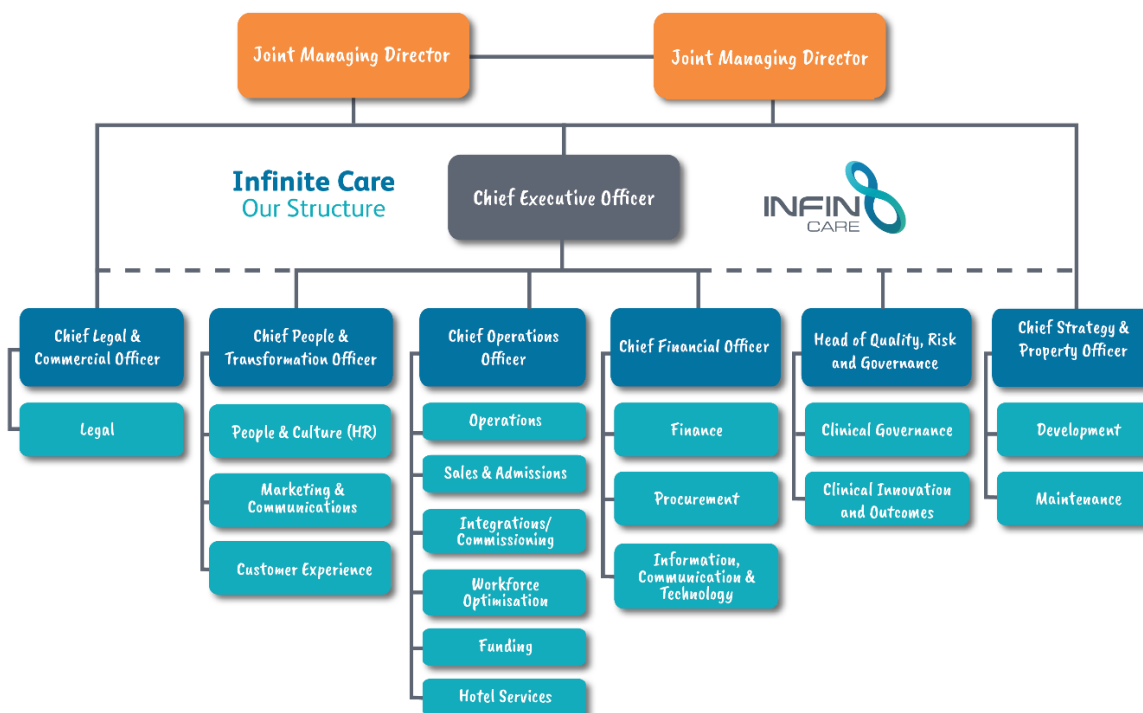 Joint Managing Director
Joint Managing Director
Infinite Care
Our Structure
Chief Executive Officer
INFIN8
CARE
Chief Legal &
Commercial Officer
Legal
Chief People &
Transformation Officer
People & Culture (HR)
Marketing &
Communications
Customer Experience
Chief Operations
Officer
Operations
Sales & Admissions
Integrations/
Commissioning
Workforce
Optimisation
Funding
Hotel Services
Chief Financial Officer
Finance
Procurement
Information,
Communication &
Technology
Head of Quality, Risk
and Governance
Clinical Governance
Clinical Innovation
and Outcomes
Chief Strategy &
Property Officer
Development
Maintenance